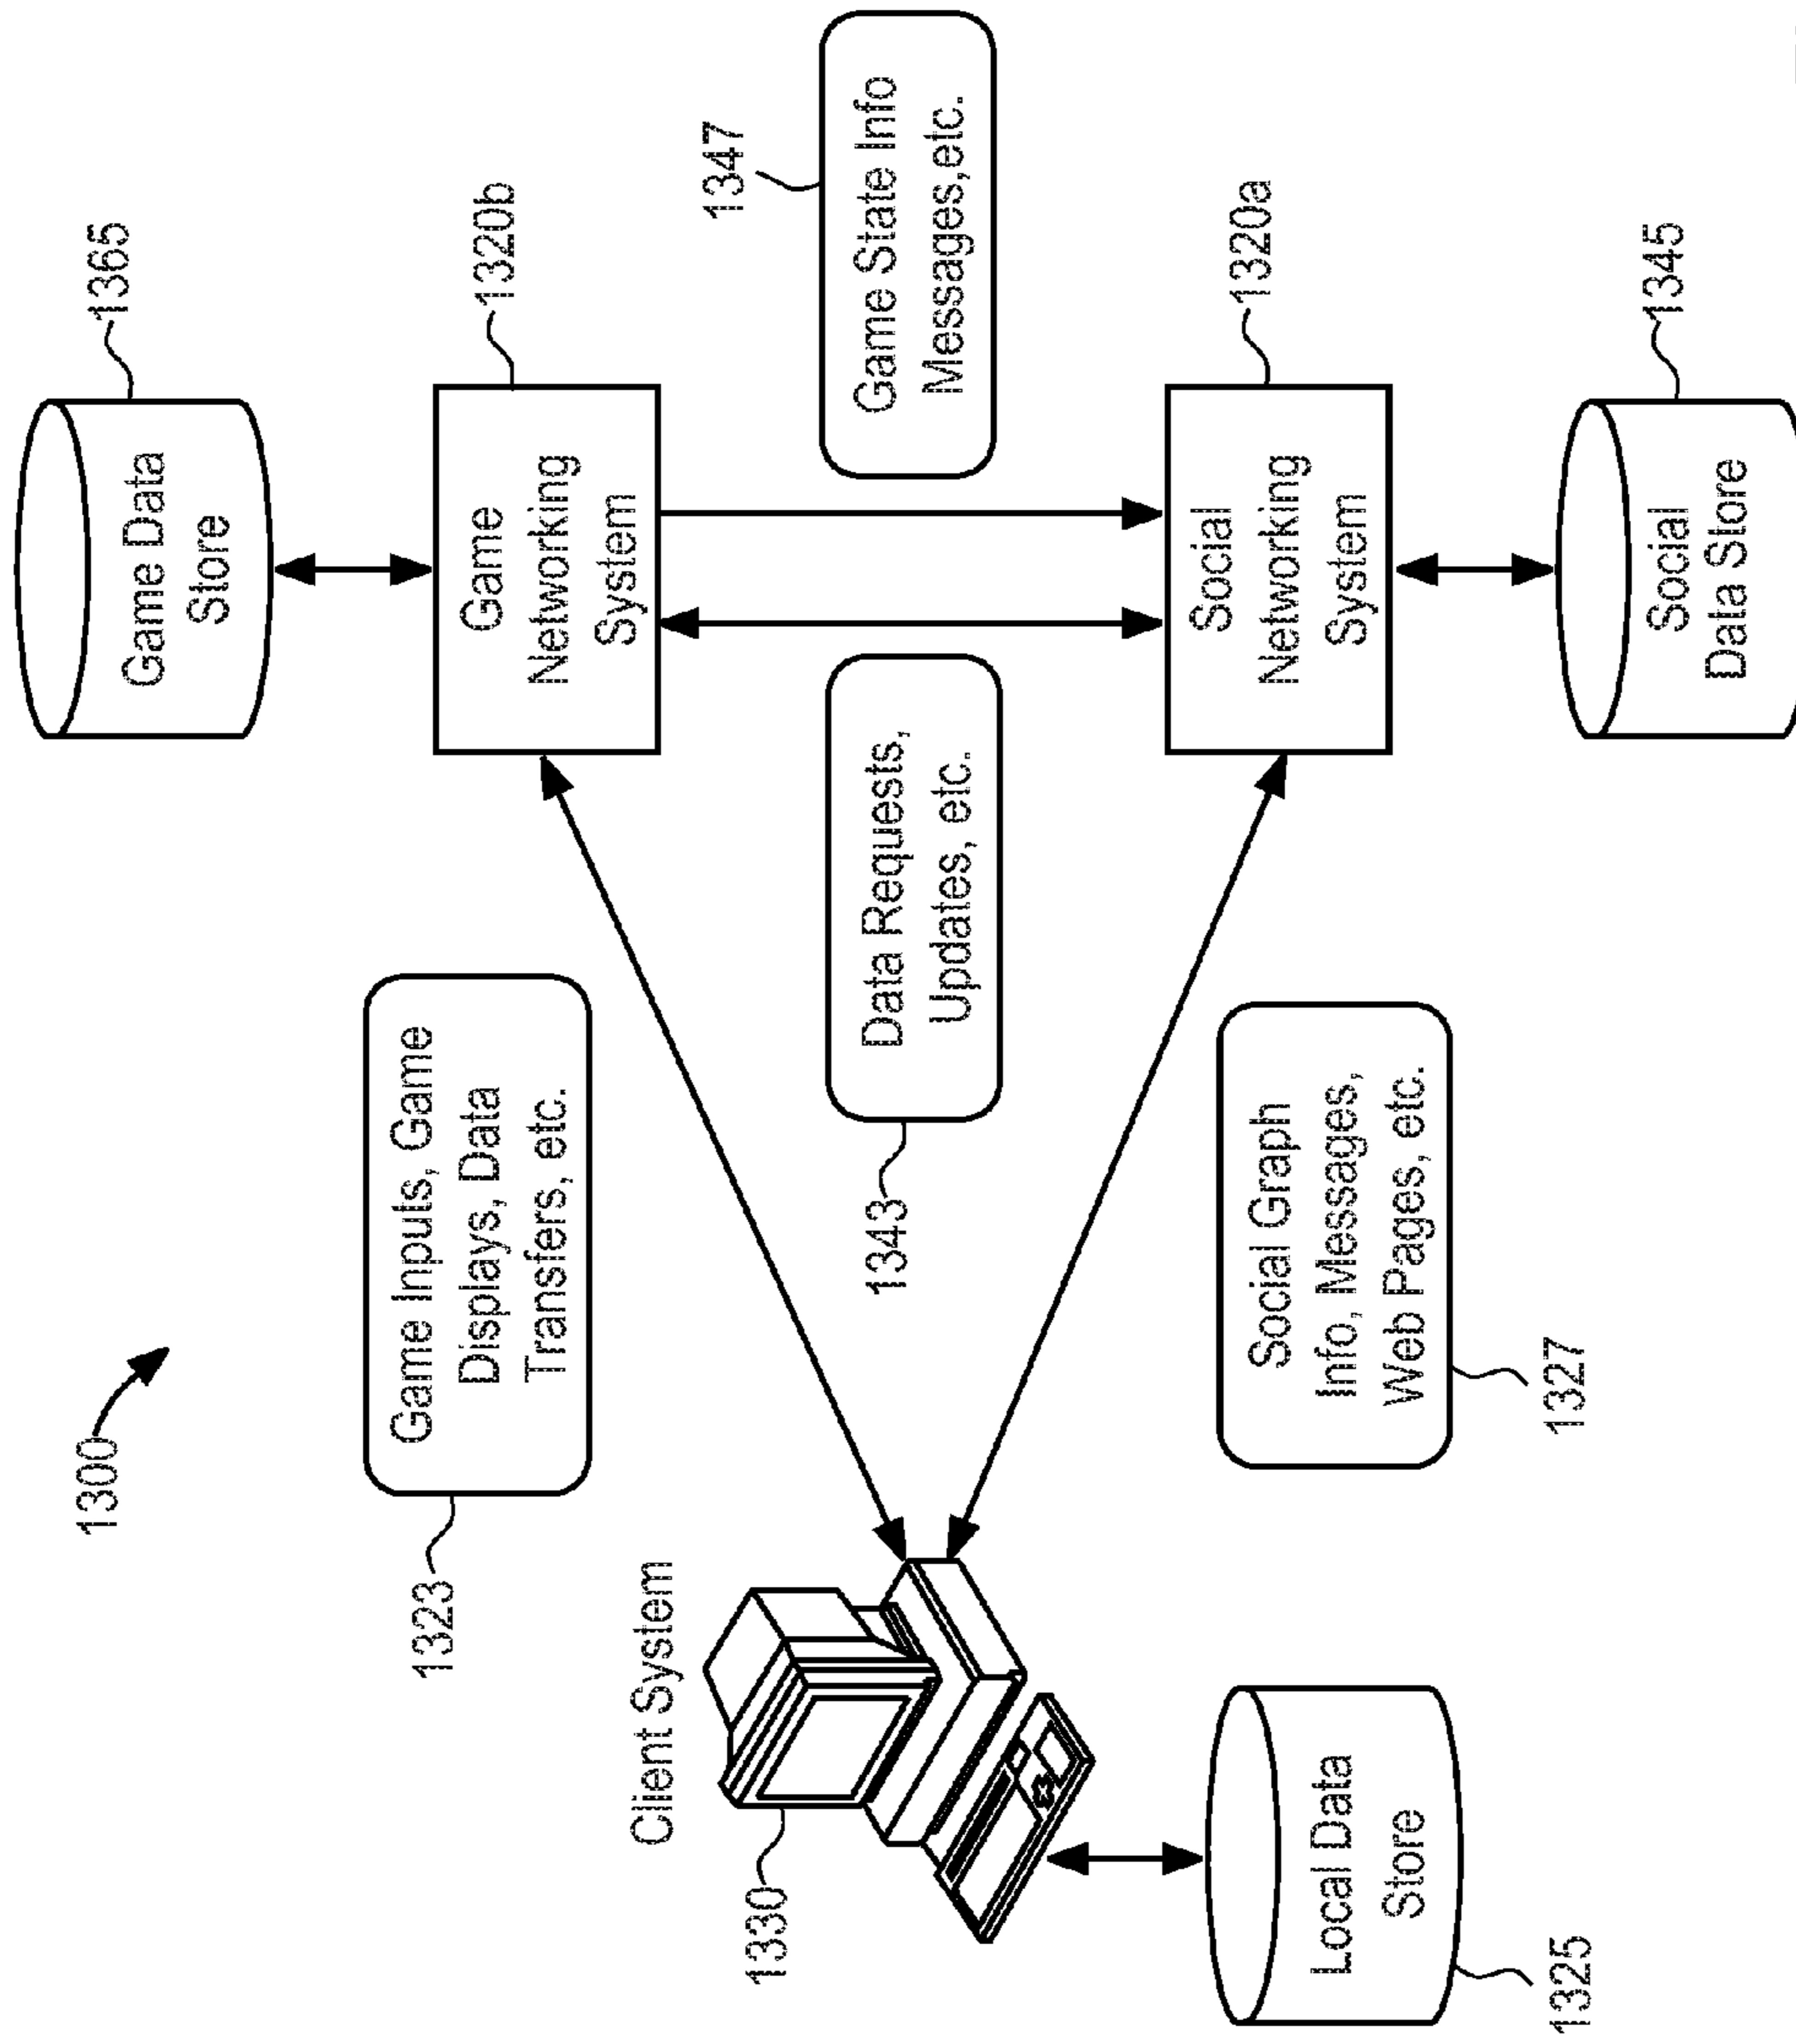 1300
1365
Game Data
Store
1323
Game Inputs, Game
Displays, Data
Transfers, etc.
Game
Networking
System
1320b
Client System
1330
1343
Data Requests,
Updates, etc.
1347
Game State Info
Messages,etc.
Social Graph
Info, Messages,
Web Pages, etc.
1327
Social
Networking
System
1320a
Local Data
Store
1325
Social
Data Store
1345